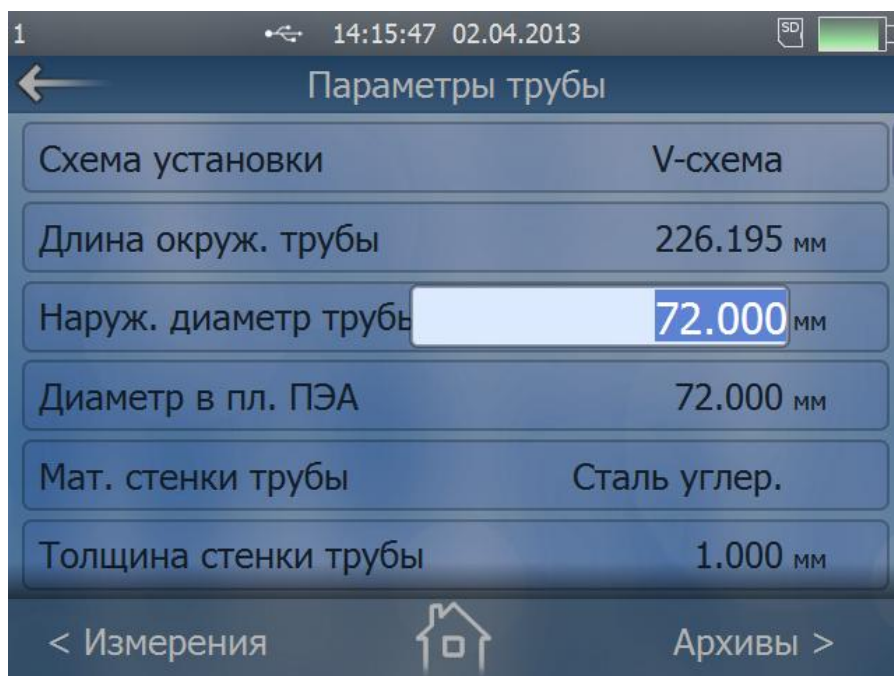 1 14:15:47 02.04.2013 SD
Параметры трубы
Схема установки V-схема
Длина окруж. трубы 226.195 мм
Наруж. диаметр трубы 72.000 мм
Диаметр в пл. ПЭА 72.000 мм
Мат. стенки трубы Сталь углер.
Толщина стенки трубы 1.000 мм
< Измерения Архивы >